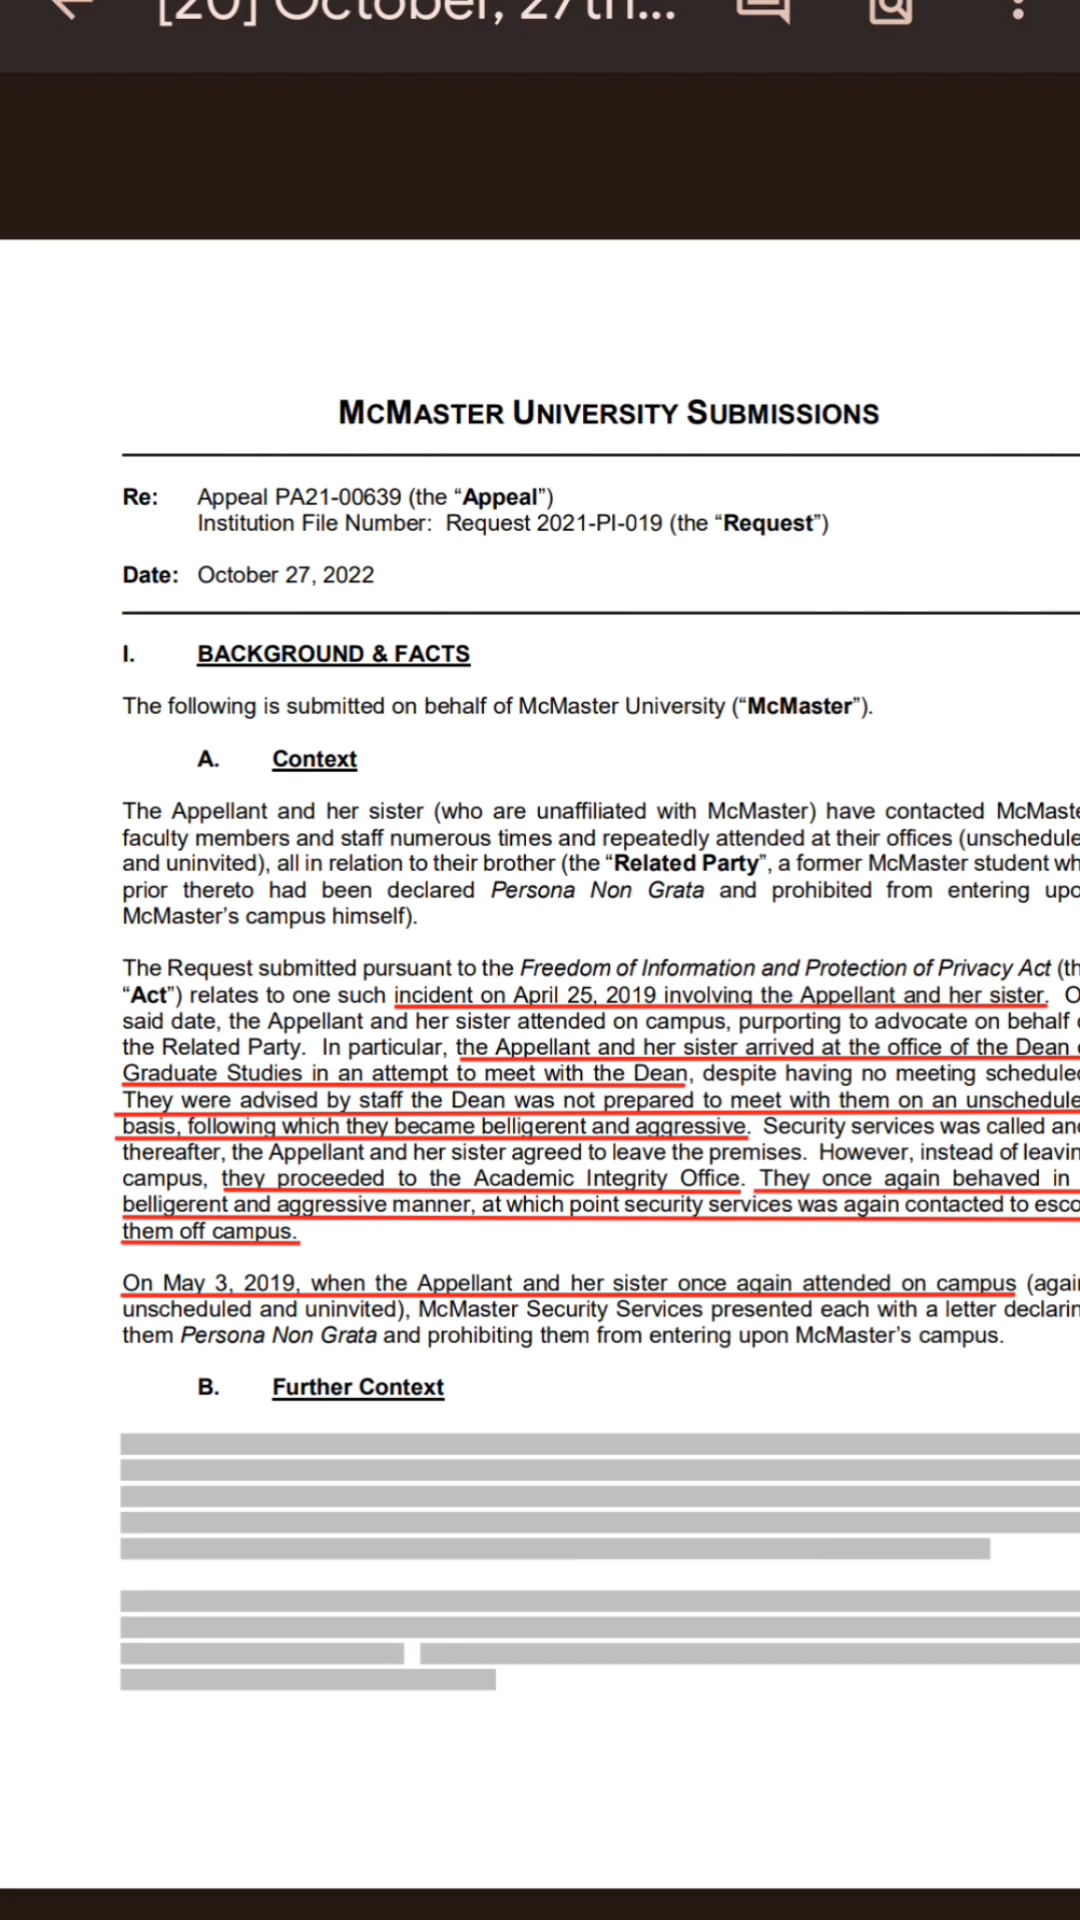 [20] October, 27th...
MCMASTER UNIVERSITY SUBMISSIONS
Re: Appeal PA21-00639 (the “Appeal”)
Institution File Number: Request 2021-PI-019 (the “Request”)
Date: October 27, 2022
I. BACKGROUND & FACTS
The following is submitted on behalf of McMaster University (“McMaster”).
A. Context
The Appellant and her sister (who are unaffiliated with McMaster) have contacted McMaste
faculty members and staff numerous times and repeatedly attended at their offices (unschedule
and uninvited), all in relation to their brother (the “Related Party”, a former McMaster student wh
prior thereto had been declared Persona Non Grata and prohibited from entering upo
McMaster’s campus himself).
The Request submitted pursuant to the Freedom of Information and Protection of Privacy Act (th
“Act”) relates to one such incident on April 25, 2019 involving the Appellant and her sister. O
said date, the Appellant and her sister attended on campus, purporting to advocate on behalf
the Related Party. In particular, the Appellant and her sister arrived at the office of the Dean
Graduate Studies in an attempt to meet with the Dean, despite having no meeting schedule
They were advised by staff the Dean was not prepared to meet with them on an unschedule
basis, following which they became belligerent and aggressive. Security services was called an
thereafter, the Appellant and her sister agreed to leave the premises. However, instead of leavin
campus, they proceeded to the Academic Integrity Office. They once again behaved in
belligerent and aggressive manner, at which point security services was again contacted to esco
them off campus.
On May 3, 2019, when the Appellant and her sister once again attended on campus (agai
unscheduled and uninvited), McMaster Security Services presented each with a letter declarin
them Persona Non Grata and prohibiting them from entering upon McMaster’s campus.
B. Further Context